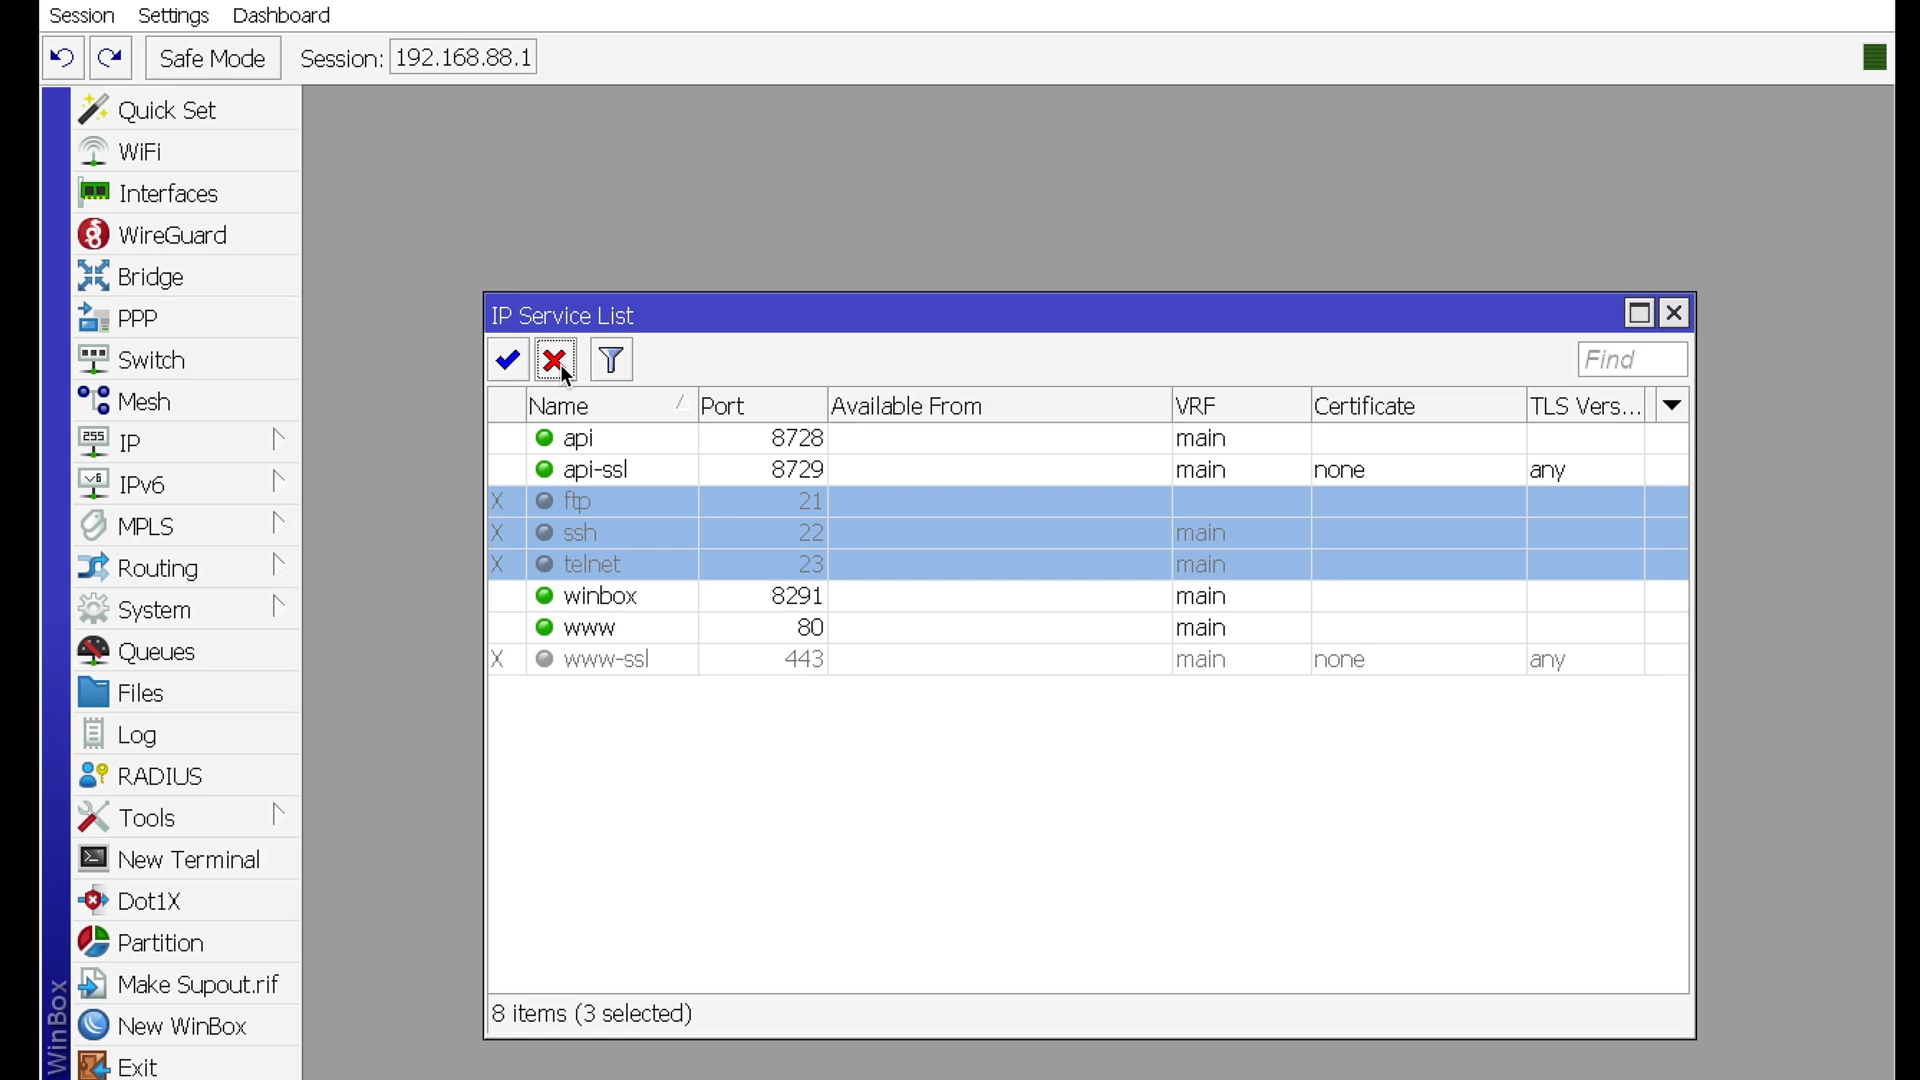 Session Settings Dashboard
Safe Mode Session: 192.168.88.1
Quick Set
WiFi
Interfaces
WireGuard
Bridge
PPP
Switch
Mesh
255 IP
v6 IPv6
MPLS
Routing
System
Queues
Files
Log
RADIUS
Tools
New Terminal
Dot1X
Partition
Make Supout.rif
New WinBox
Exit
WinBox
IP Service List
Find
Name Port Available From VRF Certificate TLS Vers...
api 8728 main
api-ssl 8729 main none any
X ftp 21
X ssh 22 main
X telnet 23 main
winbox 8291 main
www 80 main
X www-ssl 443 main none any
8 items (3 selected)